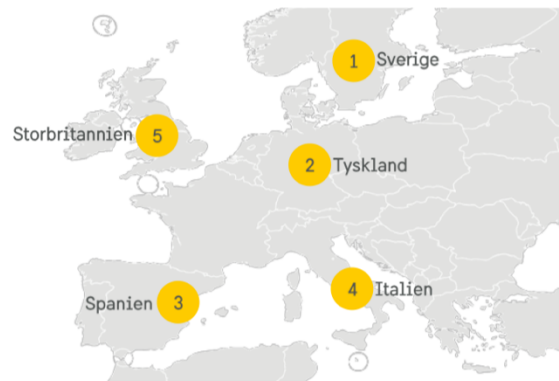 1 Sverige
Storbritannien 5
2 Tyskland
Spanien 3
4 Italien